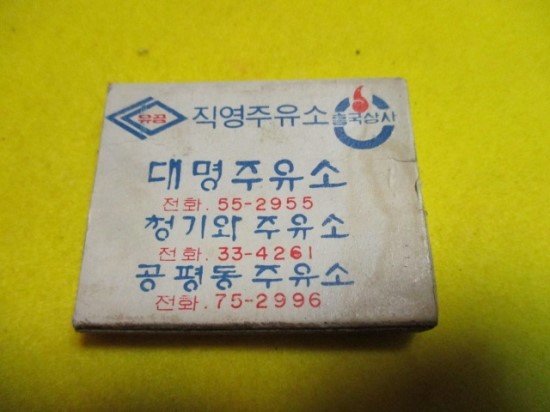 유공 직영주유소 흥국상사
대명주유소
전화. 55-2955
청기와 주유소
전화. 33-4261
공평동 주유소
전화. 75-2996